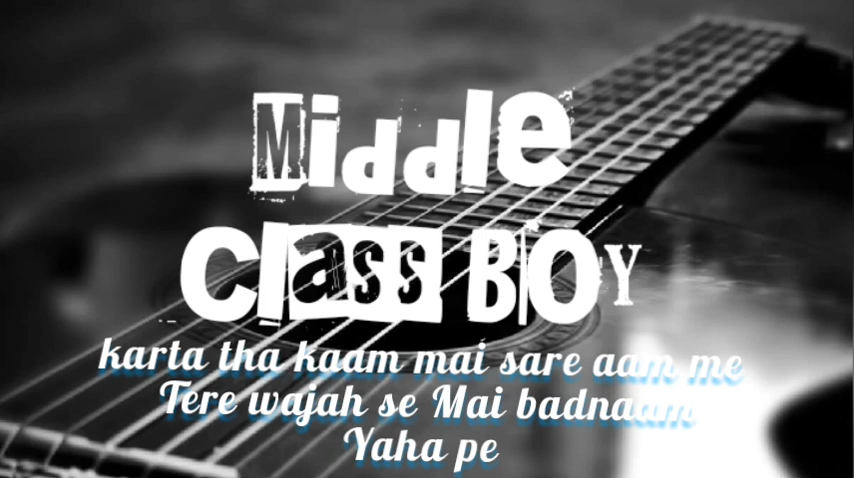 Middle
Class BOY
karta tha kaam mai sare aam me
Tere wajah se Mai badnaam
Yaha pe